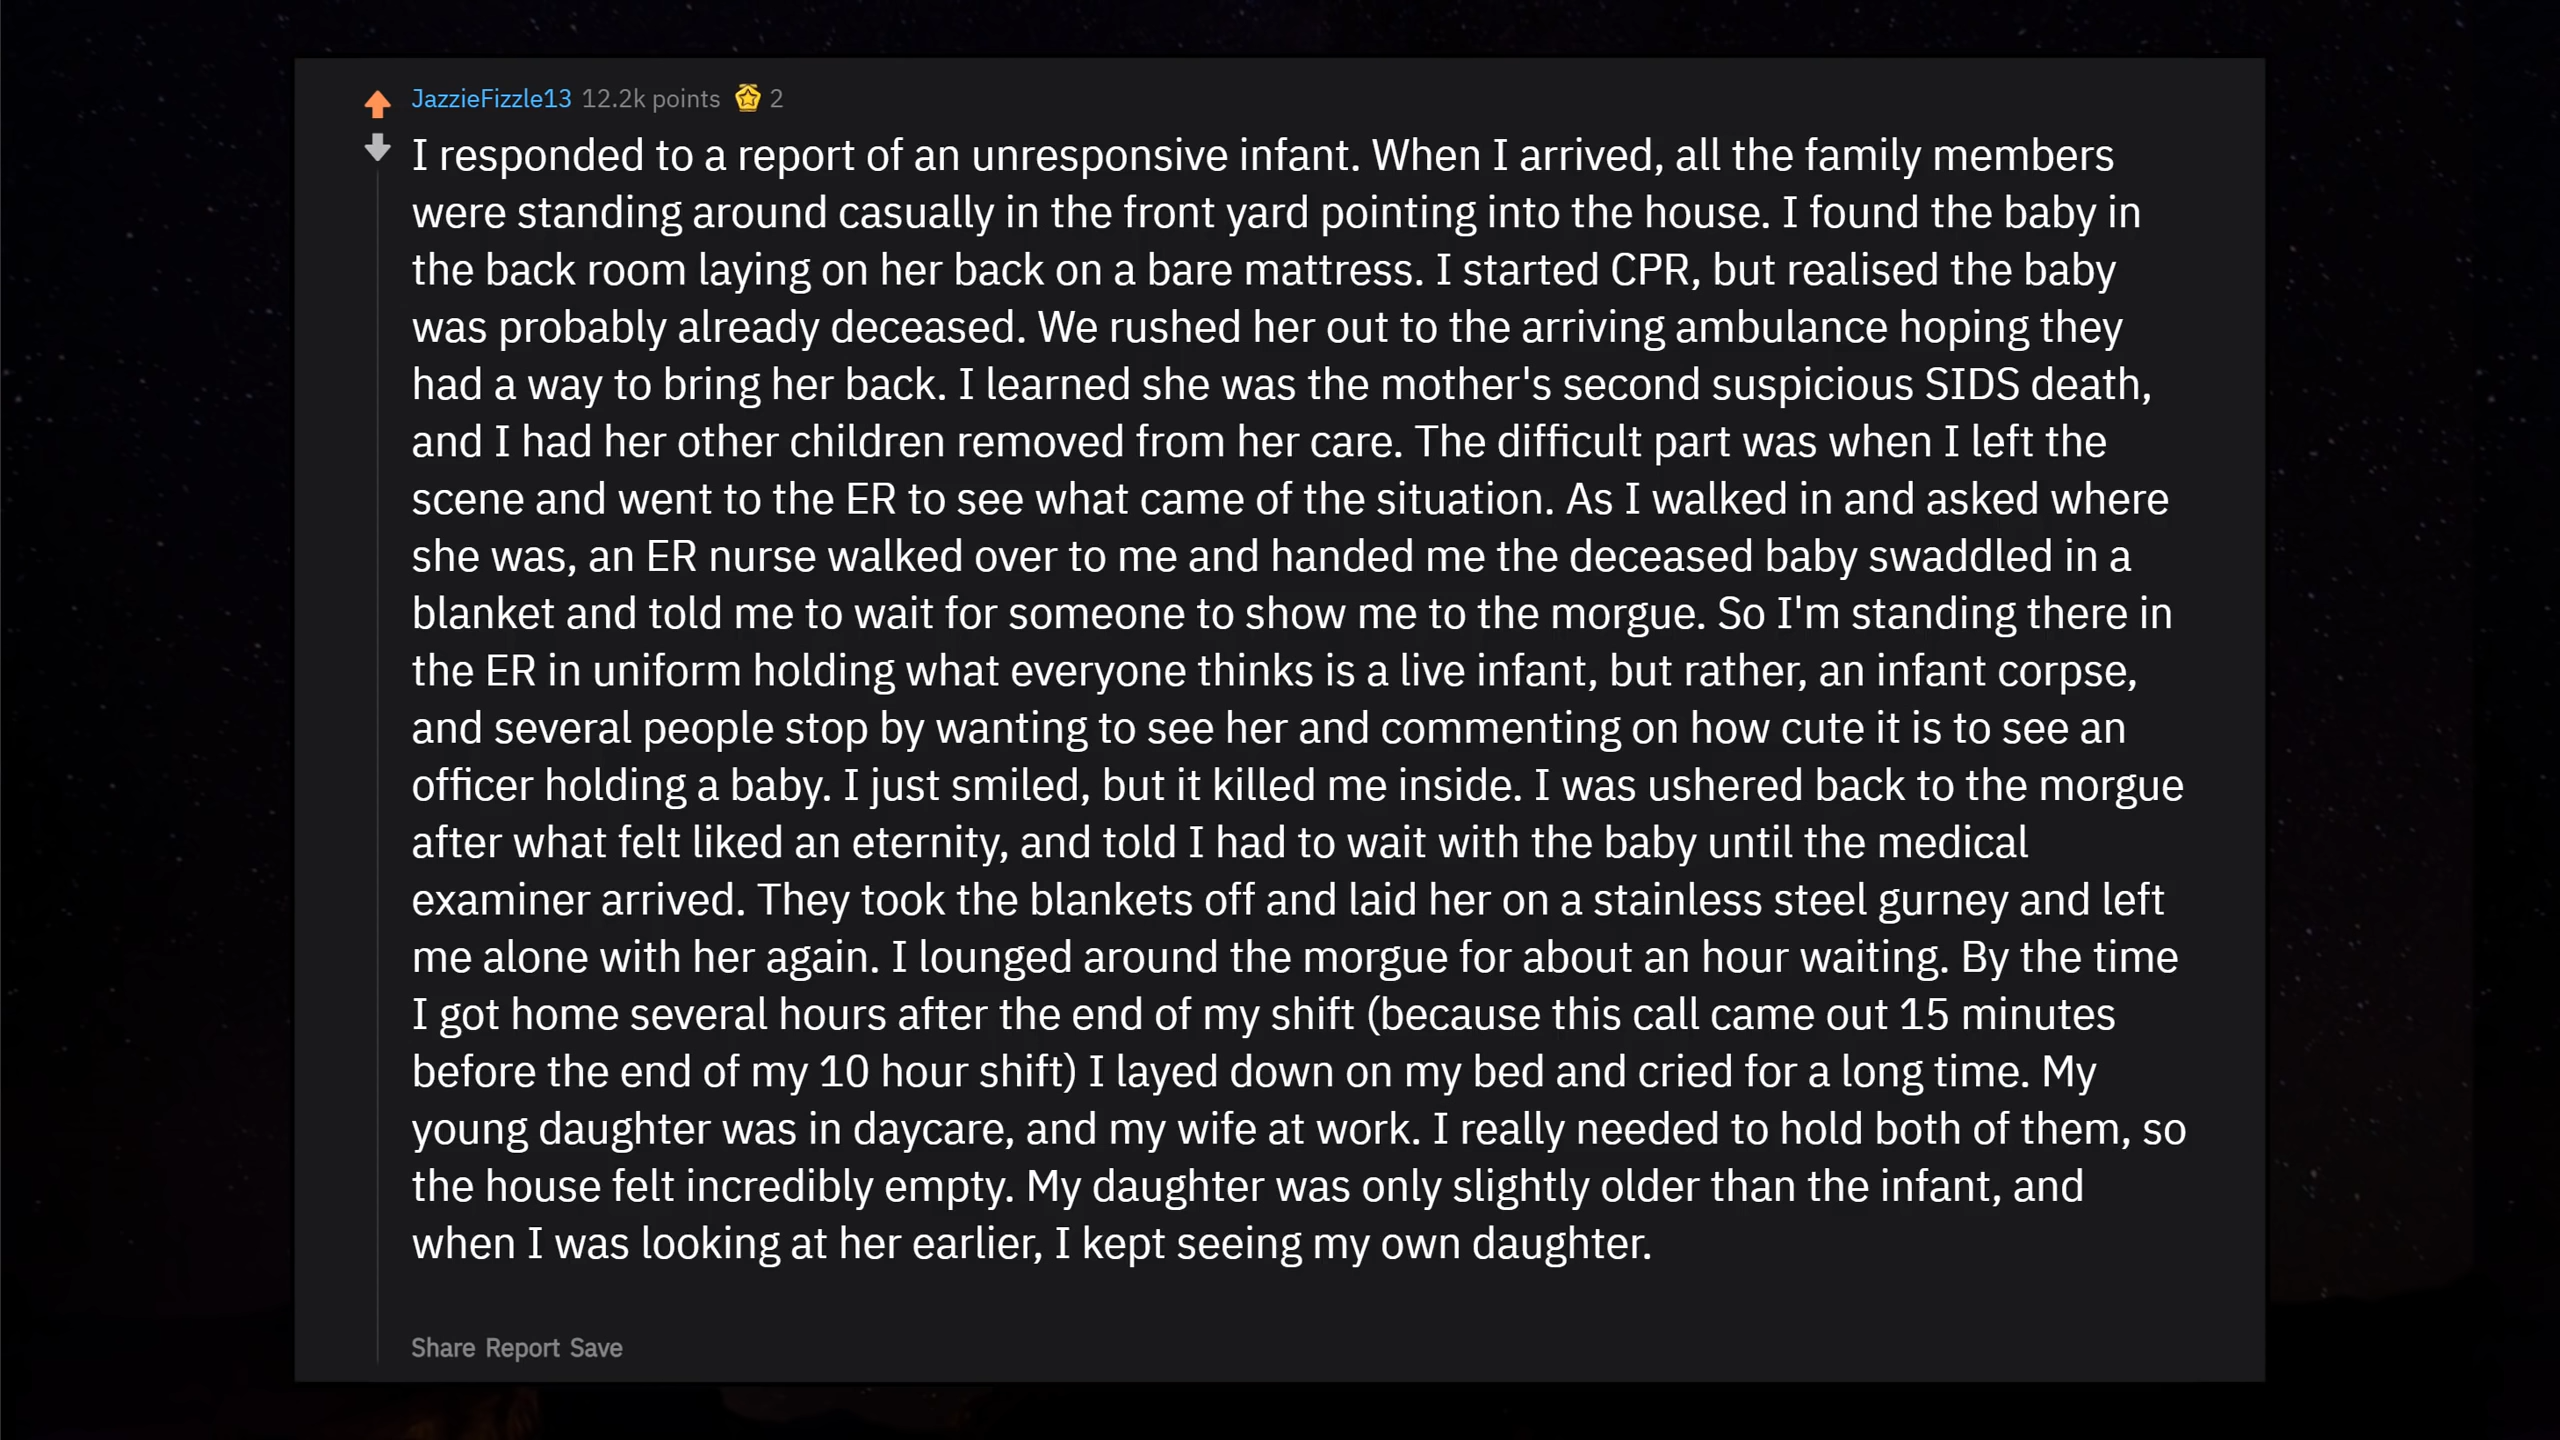 JazzieFizzle13 12.2k points 2
I responded to a report of an unresponsive infant. When I arrived, all the family members
were standing around casually in the front yard pointing into the house. I found the baby in
the back room laying on her back on a bare mattress. I started CPR, but realised the baby
was probably already deceased. We rushed her out to the arriving ambulance hoping they
had a way to bring her back. I learned she was the mother's second suspicious SIDS death,
and I had her other children removed from her care. The difficult part was when I left the
scene and went to the ER to see what came of the situation. As I walked in and asked where
she was, an ER nurse walked over to me and handed me the deceased baby swaddled in a
blanket and told me to wait for someone to show me to the morgue. So I'm standing there in
the ER in uniform holding what everyone thinks is a live infant, but rather, an infant corpse,
and several people stop by wanting to see her and commenting on how cute it is to see an
officer holding a baby. I just smiled, but it killed me inside. I was ushered back to the morgue
after what felt liked an eternity, and told I had to wait with the baby until the medical
examiner arrived. They took the blankets off and laid her on a stainless steel gurney and left
me alone with her again. I lounged around the morgue for about an hour waiting. By the time
I got home several hours after the end of my shift (because this call came out 15 minutes
before the end of my 10 hour shift) I layed down on my bed and cried for a long time. My
young daughter was in daycare, and my wife at work. I really needed to hold both of them, so
the house felt incredibly empty. My daughter was only slightly older than the infant, and
when I was looking at her earlier, I kept seeing my own daughter.
Share Report Save